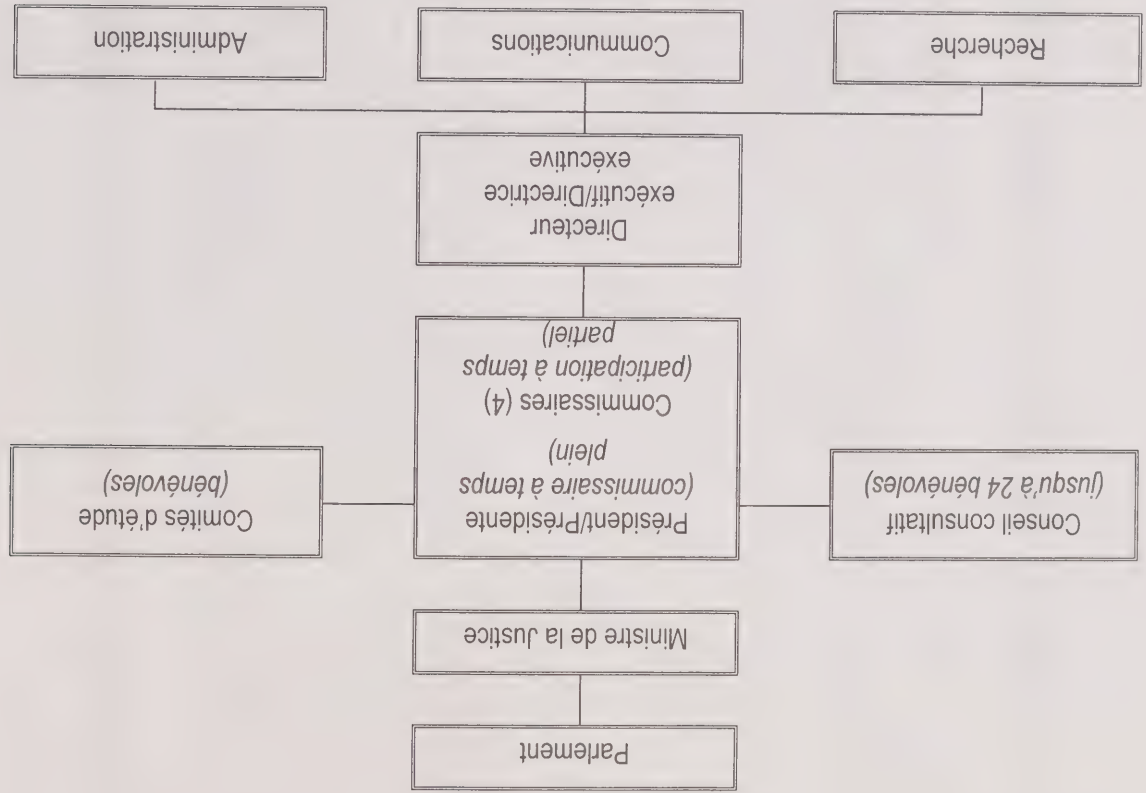 Parlement
Ministre de la Justice
Conseil consultatif
(jusqu'à 24 bénévoles)
Président/Présidente
(commissaire à temps
plein)
Commissaires (4)
(participation à temps
partiel)
Comités d'étude
(bénévoles)
Directeur
exécutif/Directrice
exécutive
Recherche
Communications
Administration